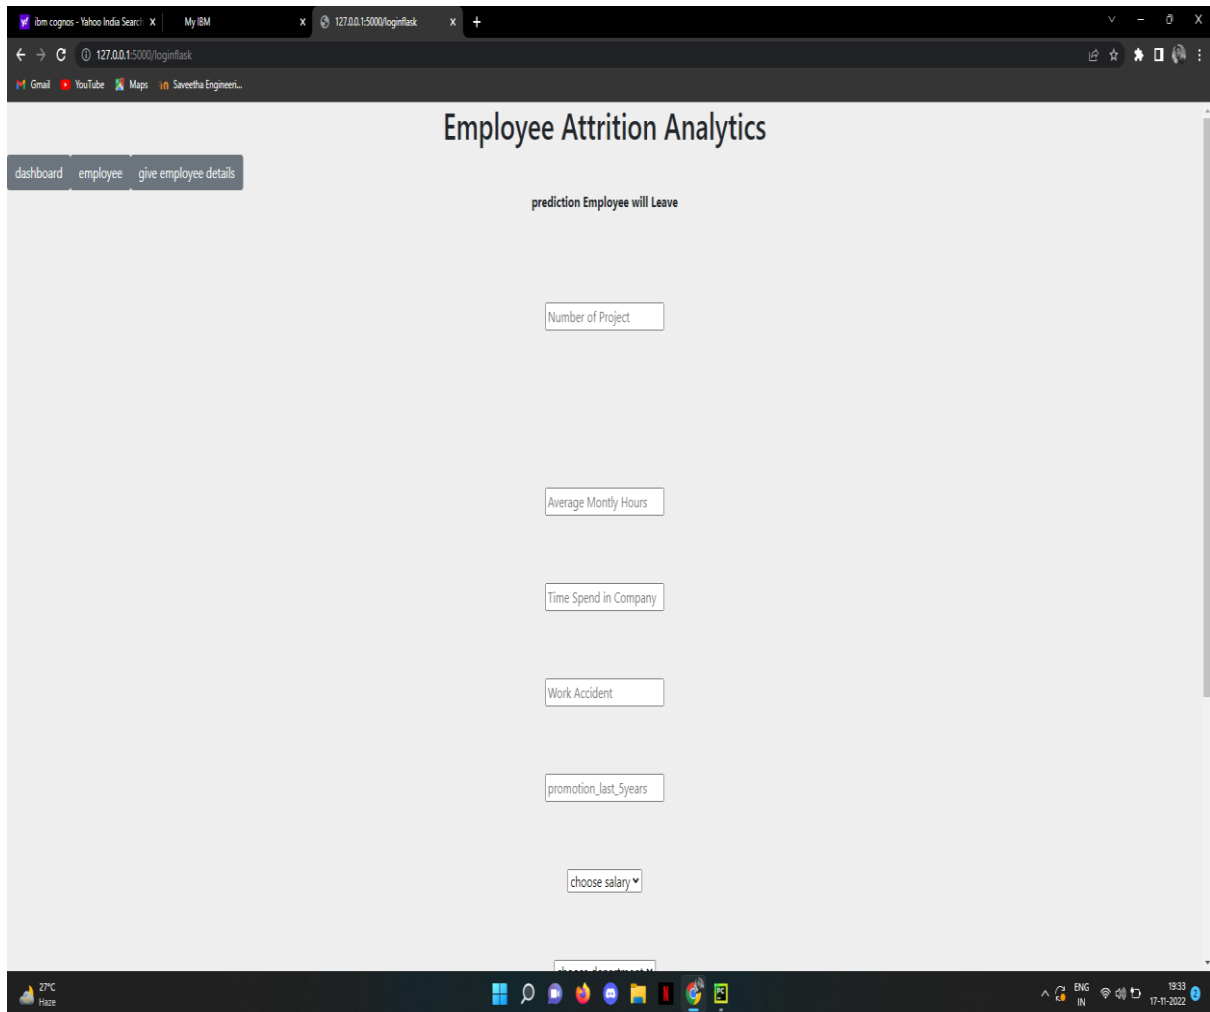 ibm cognos - Yahoo India Search
My IBM
127.0.0.1:5000/loginflask
127.0.0.1:5000/loginflask
Gmail YouTube Maps Saveetha Engineeri...
Employee Attrition Analytics
dashboard employee give employee details
prediction Employee will Leave
Number of Project
Average Montly Hours
Time Spend in Company
Work Accident
promotion_last_5years
choose salary
choose department
27°C
Haze
ENG
IN
19:33
17-11-2022
2